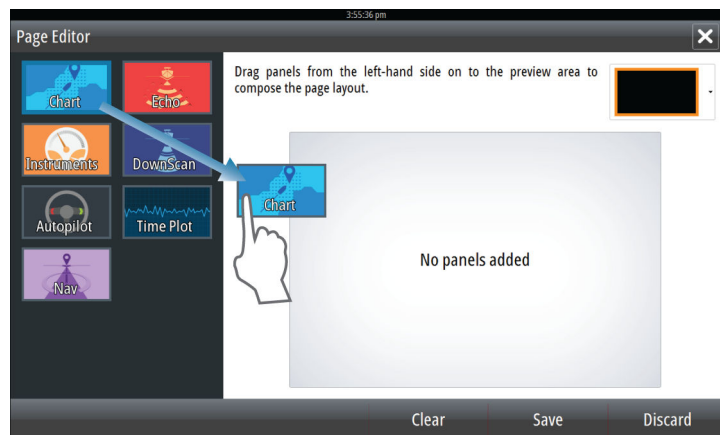 3:55:36 pm
Page Editor
Drag panels from the left-hand side on to the preview area to
compose the page layout.
Chart
Echo
Instruments
DownScan
Chart
Autopilot
Time Plot
No panels added
Nav
Clear
Save
Discard